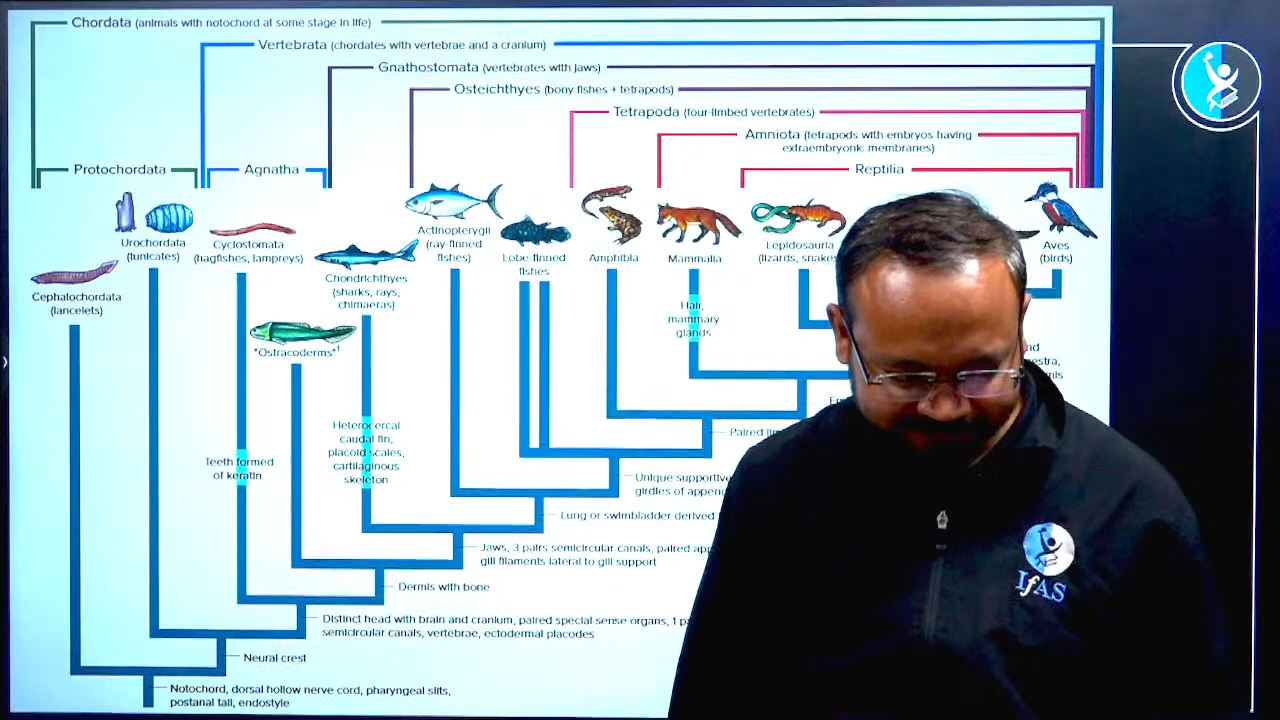 Chordata (animals with notochord at some stage in life)
Vertebrata (chordates with vertebrae and a cranium)
Gnathostomata (vertebrates with jaws)
Osteichthyes (bony fishes + tetrapods)
Tetrapoda (four-limbed vertebrates)
Amniota (tetrapods with embryos having
extraembryonic membranes)
Protochordata
Agnatha
Reptilia
Urochordata
(tunicates)
Cyclostomata
(hagfishes, lampreys)
Actinopterygii
(ray-finned
fishes)
Lobe-finned
fishes
Amphibia
Mammalia
Lepidosauria
(lizards, snakes
Aves
(birds)
Cephalochordata
(lancelets)
Chondrichthyes
(sharks, rays,
chimaeras)
"Ostracoderms"†
Hair,
mammary
glands
Heterocercal
caudal fin,
placoid scales,
cartilaginous
skeleton
Teeth formed
of keratin
Paired
Unique supportive
girdles of
Lung or swimbladder derived
Jaws, 3 pairs semicircular canals, paired
gill filaments lateral to gill support
Dermis with bone
Distinct head with brain and cranium, paired special sense organs, 1
semicircular canals, vertebrae, ectodermal placodes
Neural crest
Notochord, dorsal hollow nerve cord, pharyngeal slits,
postanal tail, endostyle
IfAS